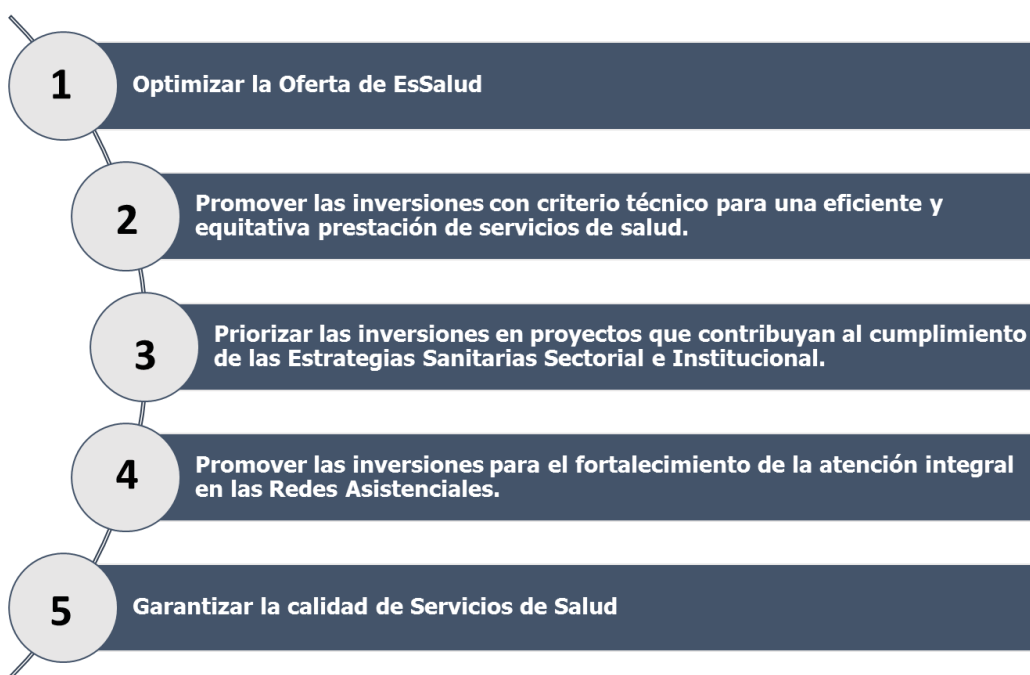 1
Optimizar la Oferta de EsSalud
2
Promover las inversiones con criterio técnico para una eficiente y
equitativa prestación de servicios de salud.
3
Priorizar las inversiones en proyectos que contribuyan al cumplimiento
de las Estrategias Sanitarias Sectorial e Institucional.
4
Promover las inversiones para el fortalecimiento de la atención integral
en las Redes Asistenciales.
5
Garantizar la calidad de Servicios de Salud